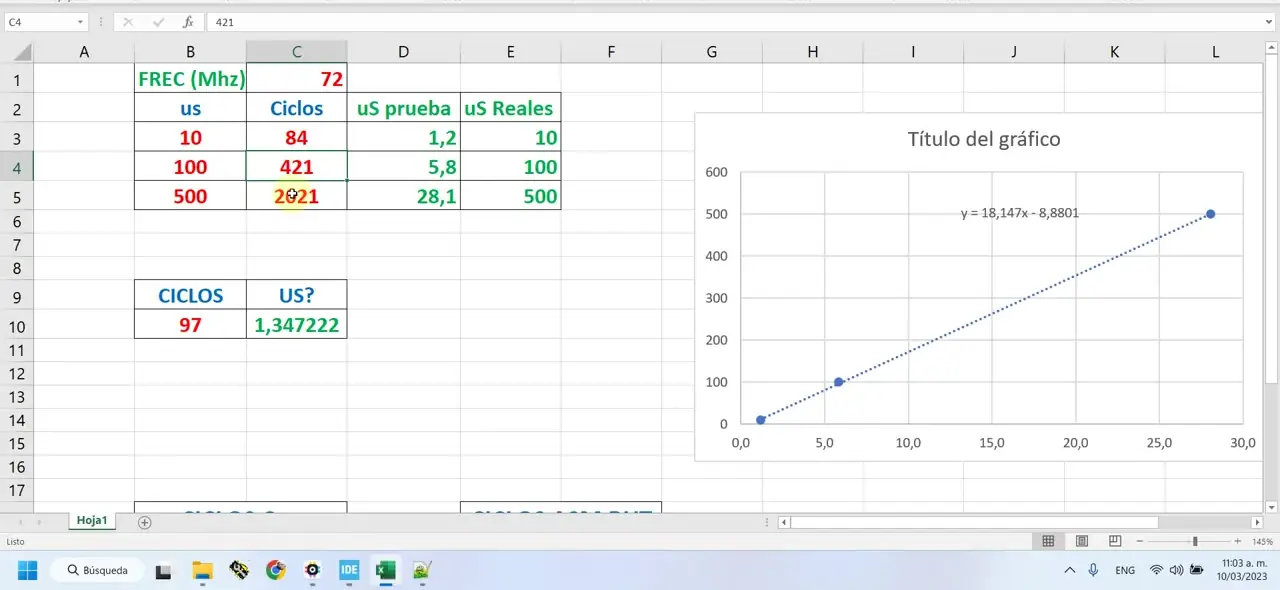 C4
fx
421
A B C D E F G H I J K L
1 FREC (Mhz) 72
2 us Ciclos uS prueba uS Reales
3 10 84 1,2 10
4 100 421 5,8 100
5 500 2021 28,1 500
6
7
8
9 CICLOS US?
10 97 1,347222
11
12
13
14
15
16
17
Título del gráfico
600
500
400
300
200
100
0
y = 18,147x - 8,8801
0,0 5,0 10,0 15,0 20,0 25,0 30,0
Hoja1
Listo
145%
Búsqueda
IDE
ENG
11:03 a. m.
10/03/2023